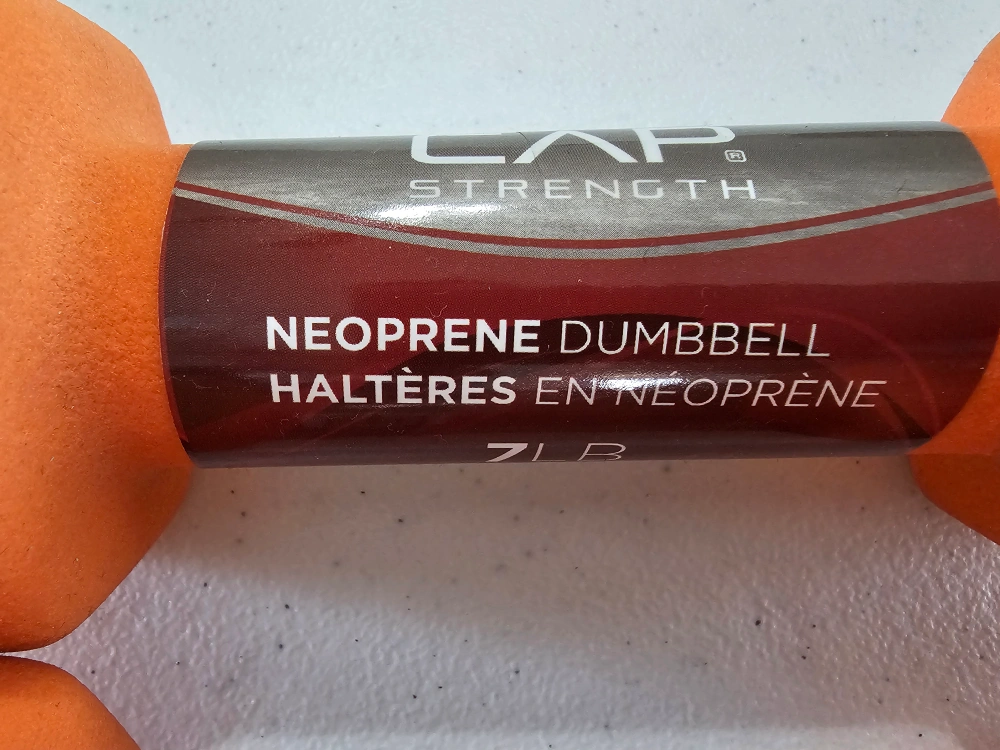 CAP®
STRENGTH
NEOPRENE DUMBBELL
HALTÈRES EN NÉOPRÈNE
7LB